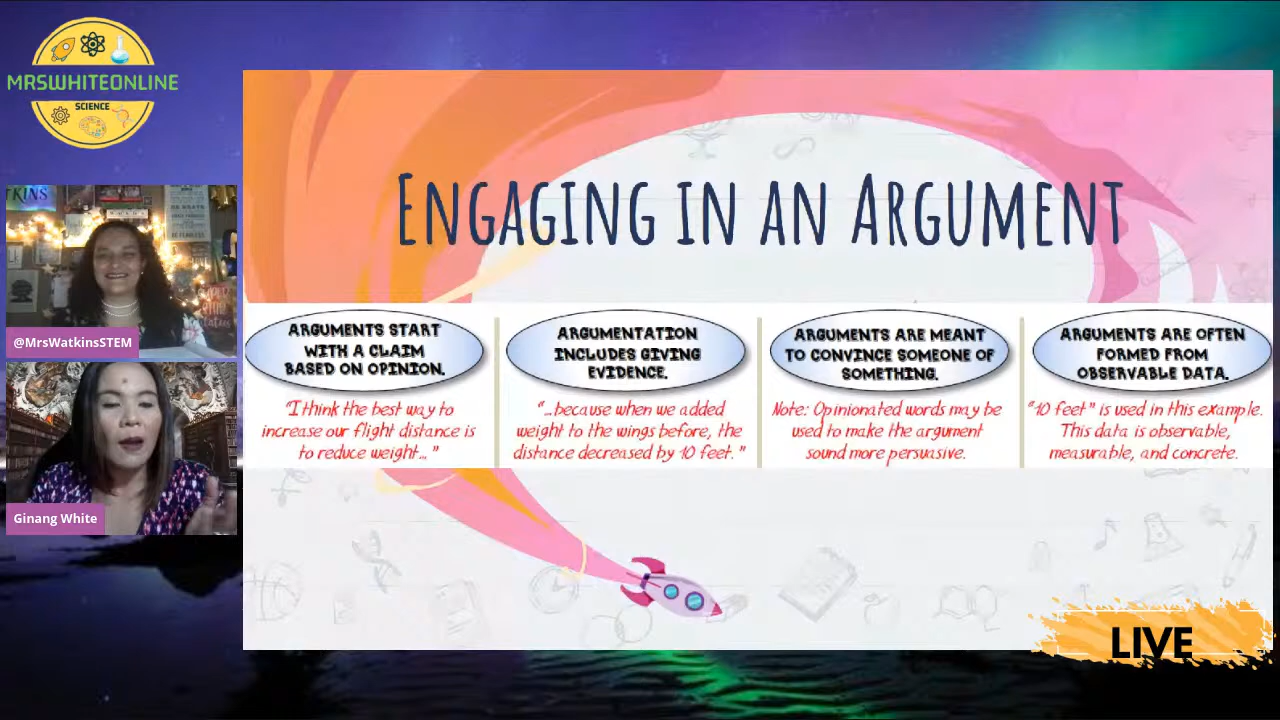 MRSWHITEONLINE
SCIENCE
@MrsWatkinsSTEM
Ginang White
ENGAGING IN AN ARGUMENT
ARGUMENTS START
WITH A CLAIM
BASED ON OPINION.
"I think the best way to
increase our flight distance is
to reduce weight... "
ARGUMENTATION
INCLUDES GIVING
EVIDENCE.
"...because when we added
weight to the wings before, the
distance decreased by 10 feet. "
ARGUMENTS ARE MEANT
TO CONVINCE SOMEONE OF
SOMETHING.
Note: Opinionated words may be
used to make the argument
sound more persuasive.
ARGUMENTS ARE OFTEN
FORMED FROM
OBSERVABLE DATA.
"10 feet" is used in this example.
This data is observable,
measurable, and concrete.
LIVE